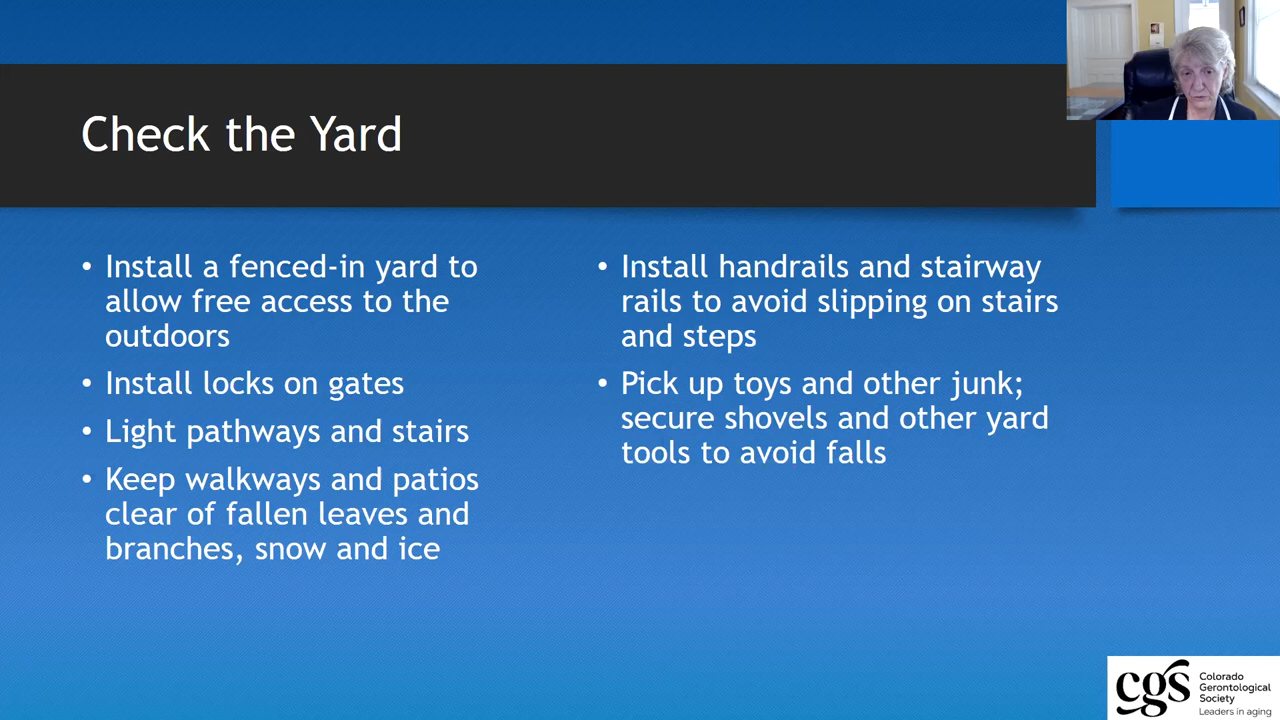 Check the Yard
• Install a fenced-in yard to
allow free access to the
outdoors
• Install locks on gates
• Light pathways and stairs
• Keep walkways and patios
clear of fallen leaves and
branches, snow and ice
• Install handrails and stairway
rails to avoid slipping on stairs
and steps
• Pick up toys and other junk;
secure shovels and other yard
tools to avoid falls
cgs
Colorado
Gerontological
Society
Leaders in aging